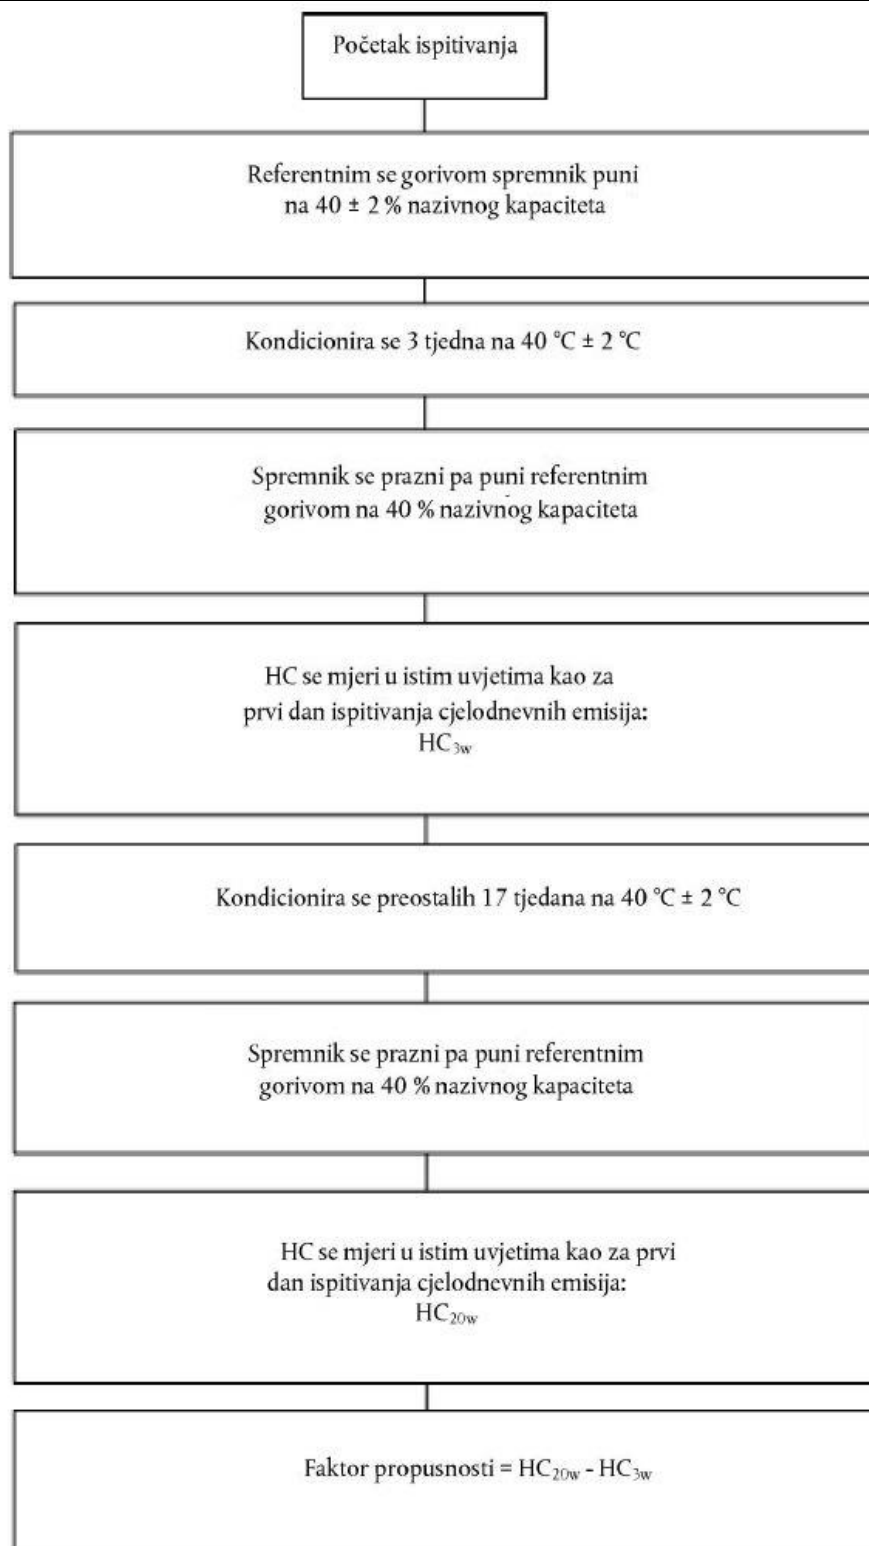 Početak ispitivanja
Referentnim se gorivom spremnik puni
na 40 ± 2 % nazivnog kapaciteta
Kondicionira se 3 tjedna na 40 °C ± 2 °C
Spremnik se prazni pa puni referentnim
gorivom na 40 % nazivnog kapaciteta
HC se mjeri u istim uvjetima kao za
prvi dan ispitivanja cjelodnevnih emisija:
HC3w
Kondicionira se preostalih 17 tjedana na 40 °C ± 2 °C
Spremnik se prazni pa puni referentnim
gorivom na 40 % nazivnog kapaciteta
HC se mjeri u istim uvjetima kao za prvi
dan ispitivanja cjelodnevnih emisija:
HC20w
Faktor propusnosti = HC20w - HC3w